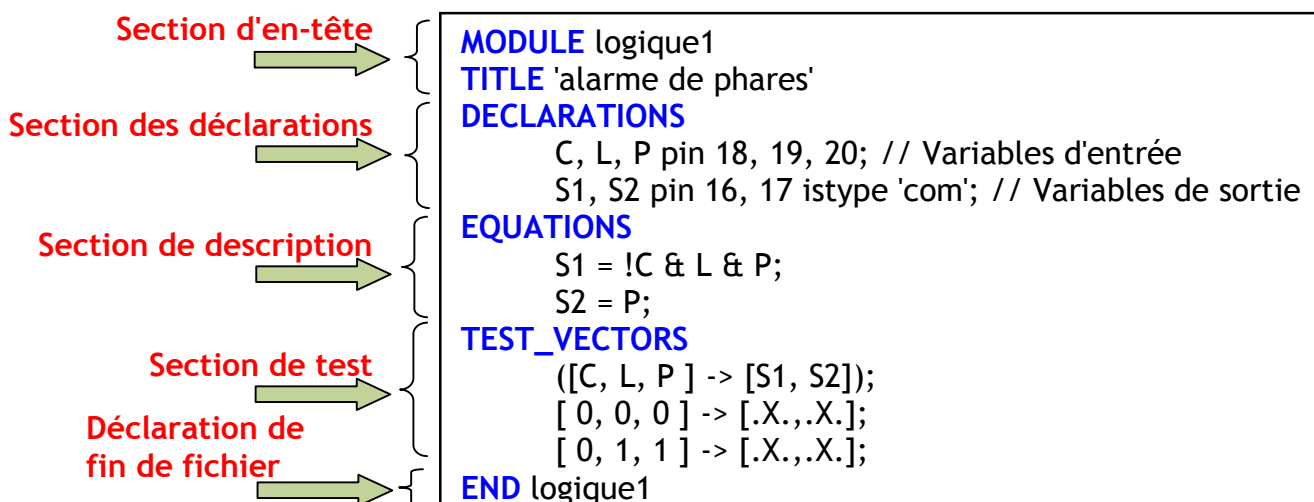 Section d'en-tête
MODULE logique1
TITLE 'alarme de phares'
Section des déclarations
DECLARATIONS
C, L, P pin 18, 19, 20; // Variables d'entrée
S1, S2 pin 16, 17 istype 'com'; // Variables de sortie
Section de description
EQUATIONS
S1 = !C & L & P;
S2 = P;
Section de test
TEST_VECTORS
([C, L, P ] -> [S1, S2]);
[ 0, 0, 0 ] -> [.X.,.X.];
[ 0, 1, 1 ] -> [.X.,.X.];
Déclaration de
fin de fichier
END logique1